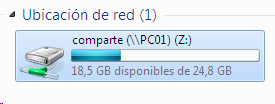 Ubicación de red (1)
comparte (\\PC01) (Z:)
18,5 GB disponibles de 24,8 GB